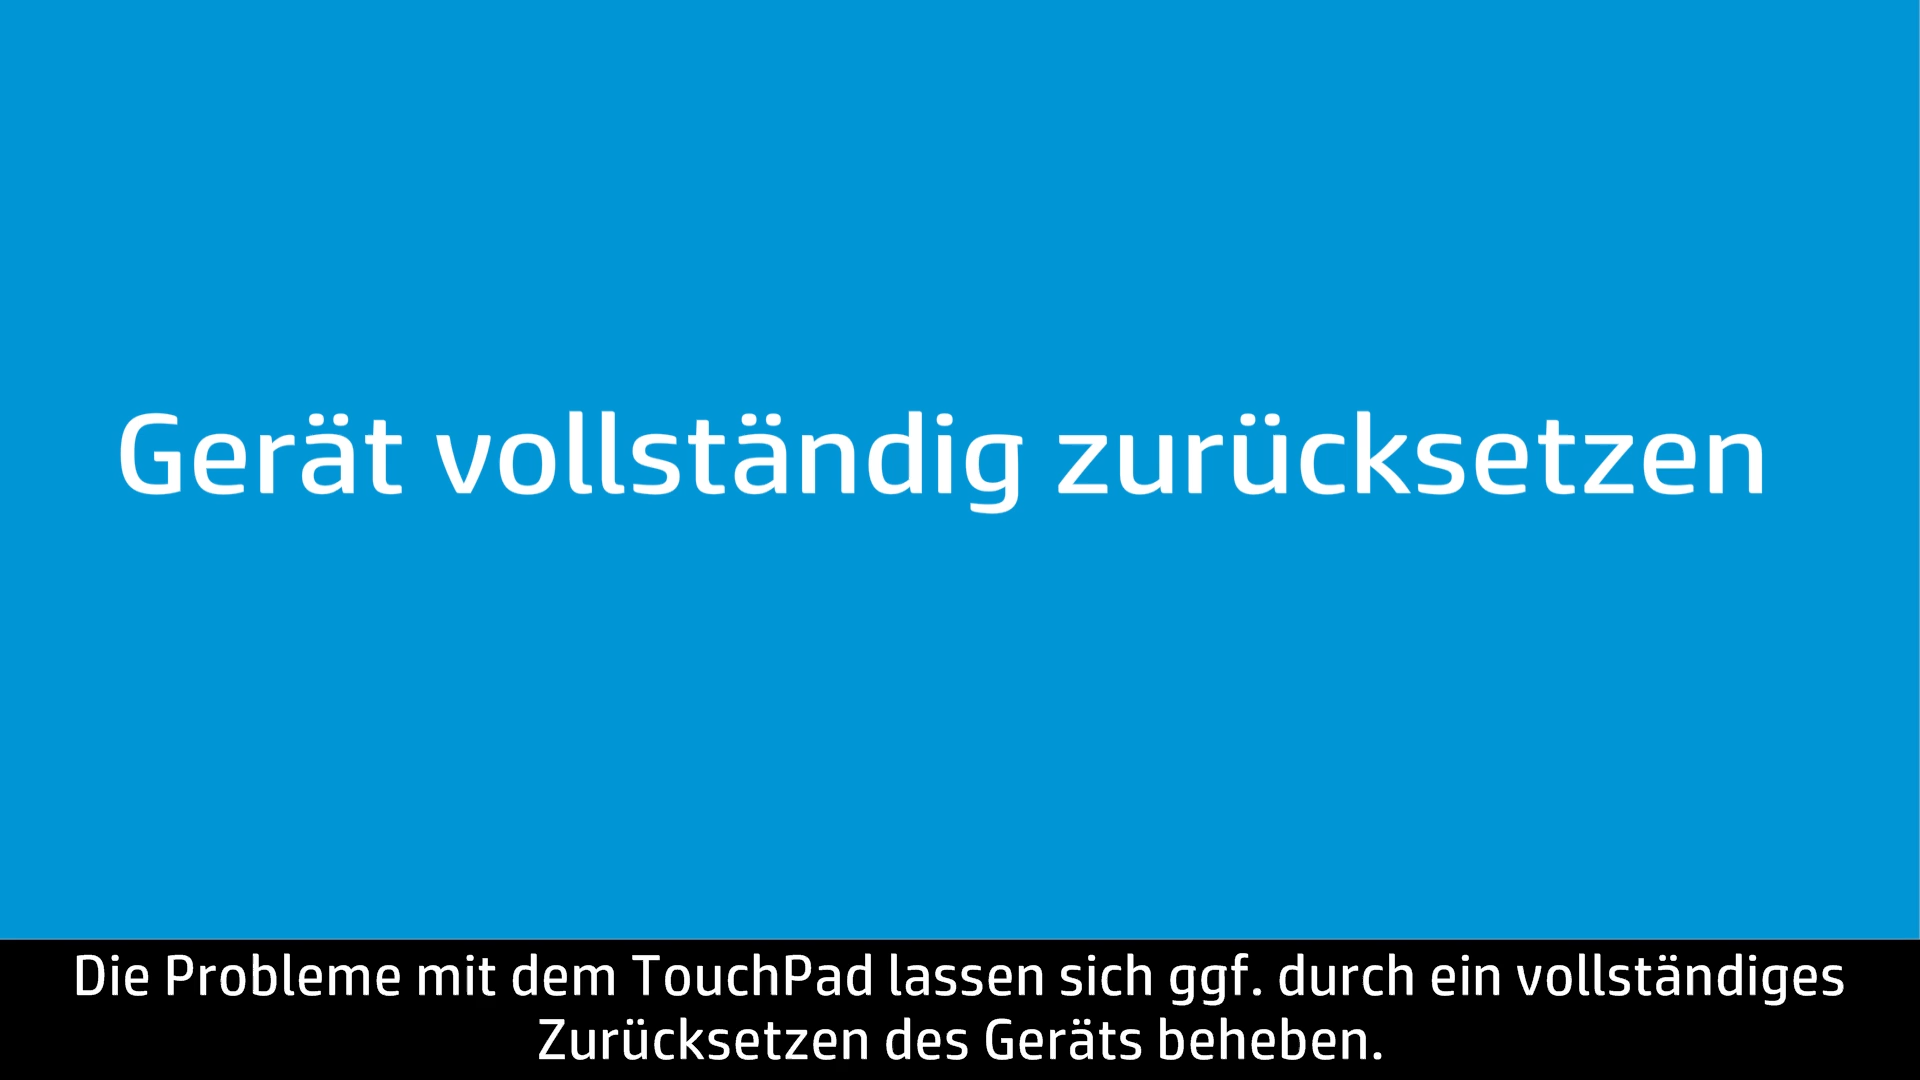 Gerät vollständig zurücksetzen
Die Probleme mit dem TouchPad lassen sich ggf. durch ein vollständiges
Zurücksetzen des Geräts beheben.